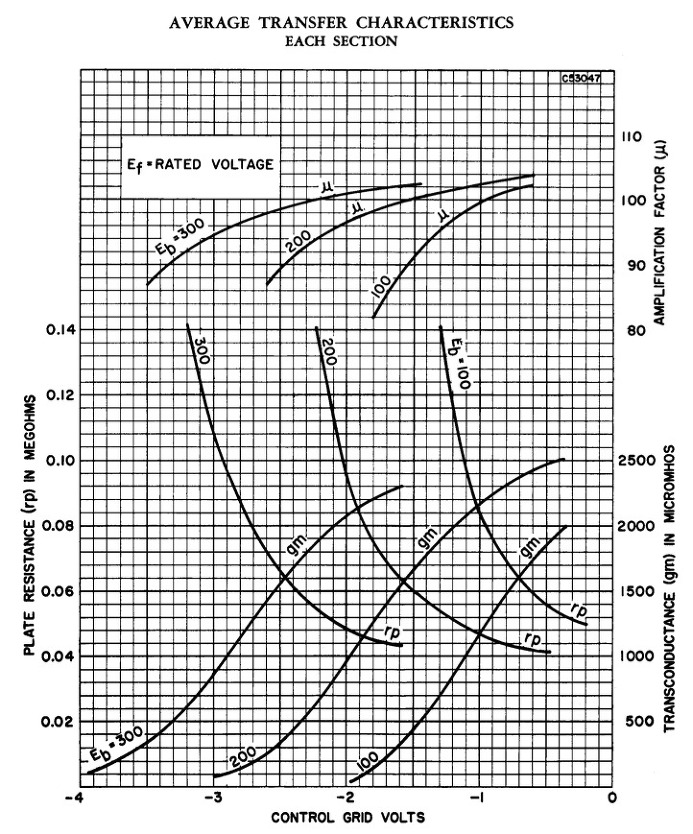 AVERAGE TRANSFER CHARACTERISTICS
EACH SECTION
C53047
Ef = RATED VOLTAGE
110
100
90
80
AMPLIFICATION FACTOR (μ)
μ
μ
μ
Eb=300
200
100
300
200
Eb=100
0.14
0.12
0.10
0.08
0.06
0.04
0.02
PLATE RESISTANCE (rp) IN MEGOHMS
2500
2000
1500
1000
500
TRANSCONDUCTANCE (gm) IN MICROMHOS
gm
gm
gm
rp
rp
rp
Eb=300
200
100
-4
-3
-2
-1
0
CONTROL GRID VOLTS